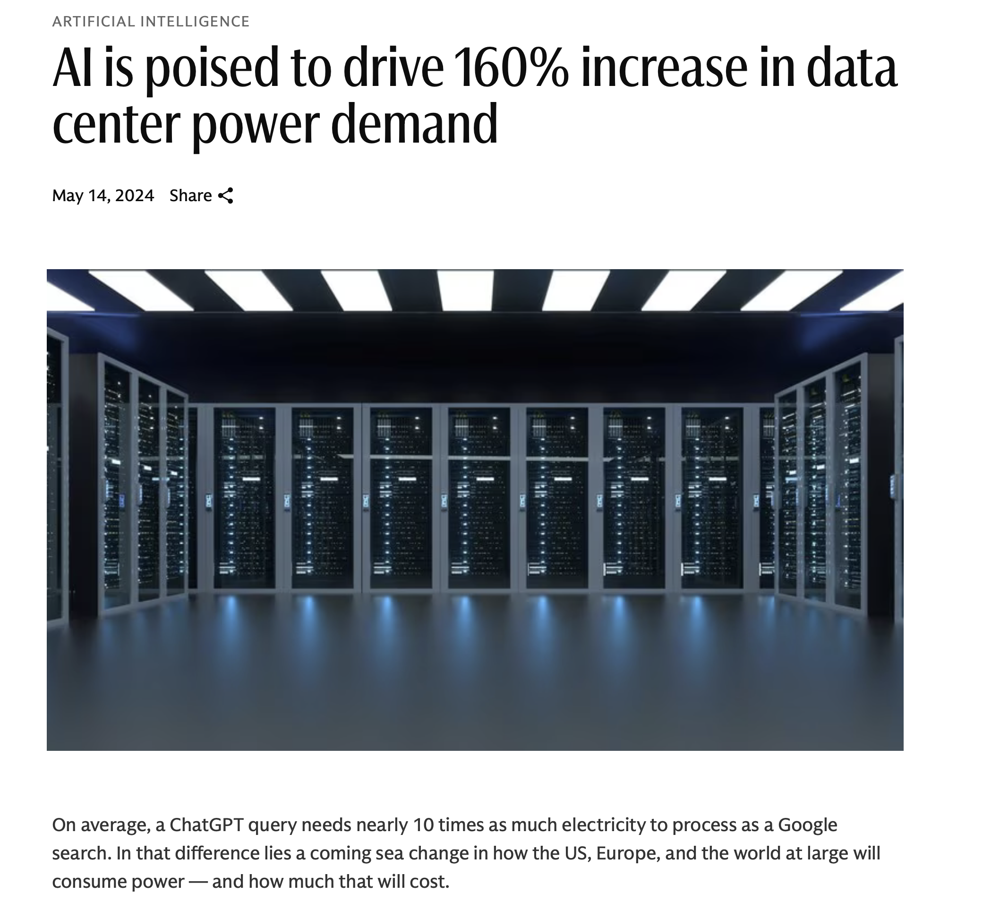 ARTIFICIAL INTELLIGENCE
AI is poised to drive 160% increase in data
center power demand
May 14, 2024 Share
On average, a ChatGPT query needs nearly 10 times as much electricity to process as a Google
search. In that difference lies a coming sea change in how the US, Europe, and the world at large will
consume power — and how much that will cost.